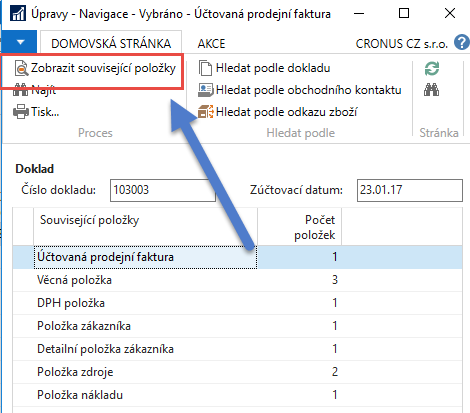 Úpravy - Navigace - Vybráno - Účtovaná prodejní faktura
DOMOVSKÁ STRÁNKA AKCE CRONUS CZ s.r.o. ?
Zobrazit související položky
Najít
Tisk...
Proces
Hledat podle dokladu
Hledat podle obchodního kontaktu
Hledat podle odkazu zboží
Hledat podle
Stránka
Doklad
Číslo dokladu: 103003 Zúčtovací datum: 23.01.17
Související položky Počet položek
Účtovaná prodejní faktura 1
Věcná položka 3
DPH položka 1
Položka zákazníka 1
Detailní položka zákazníka 1
Položka zdroje 2
Položka nákladu 1